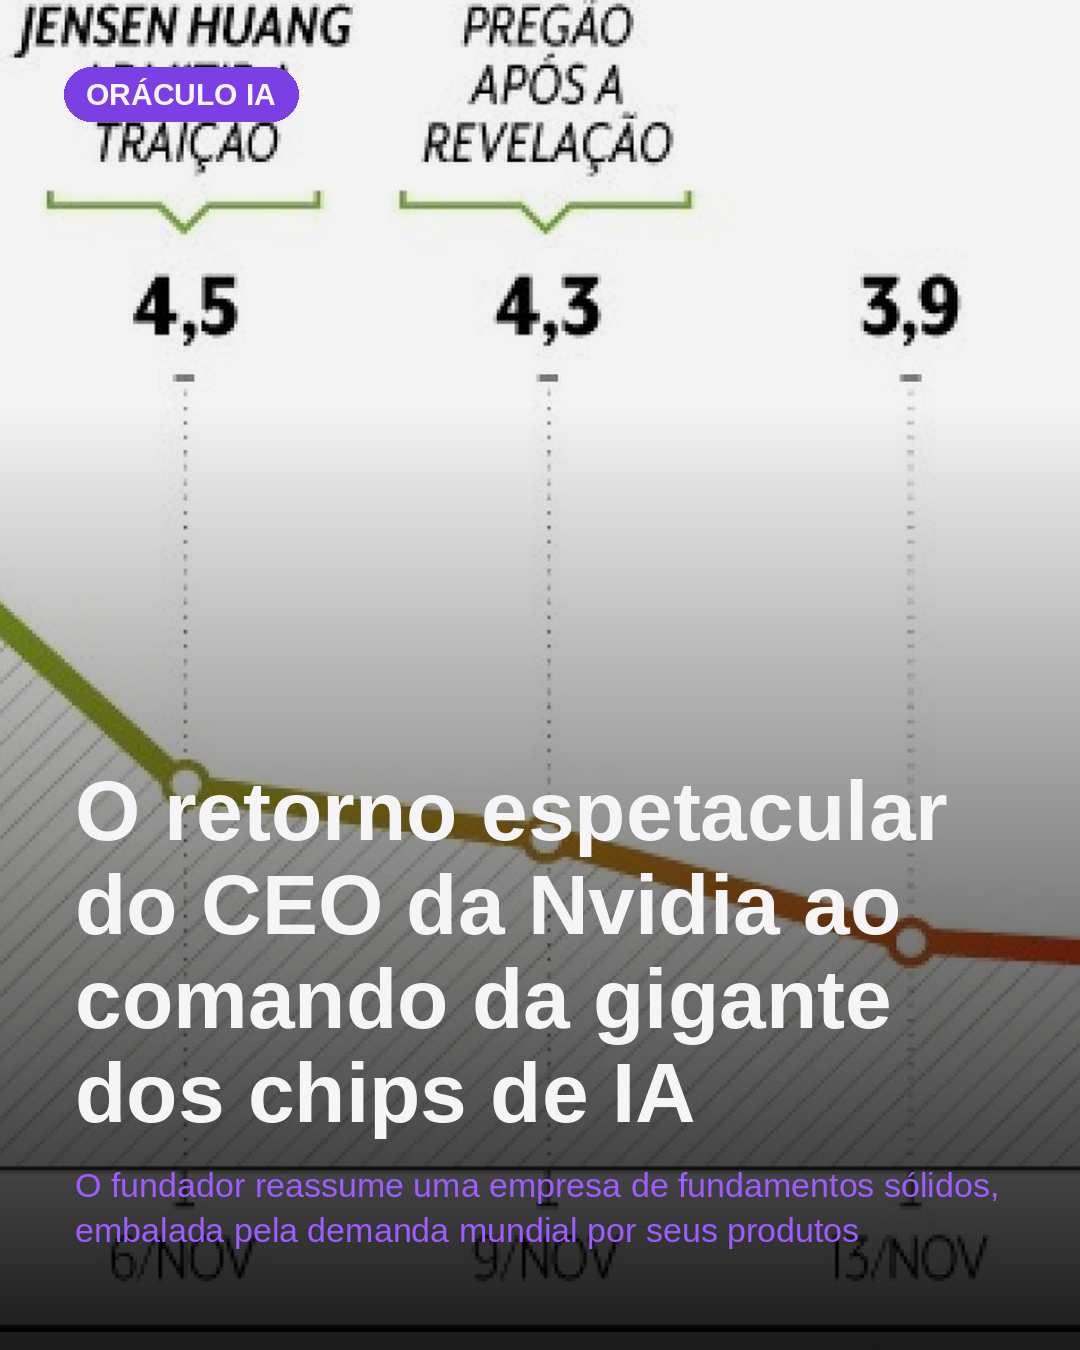 JENSEN HUANG
TRAIÇÃO
PREGÃO
APÓS A
REVELAÇÃO
ORÁCULO IA
4,5
4,3
3,9
O retorno espetacular
do CEO da Nvidia ao
comando da gigante
dos chips de IA
O fundador reassume uma empresa de fundamentos sólidos,
embalada pela demanda mundial por seus produtos.
6/NOV
9/NOV
13/NOV